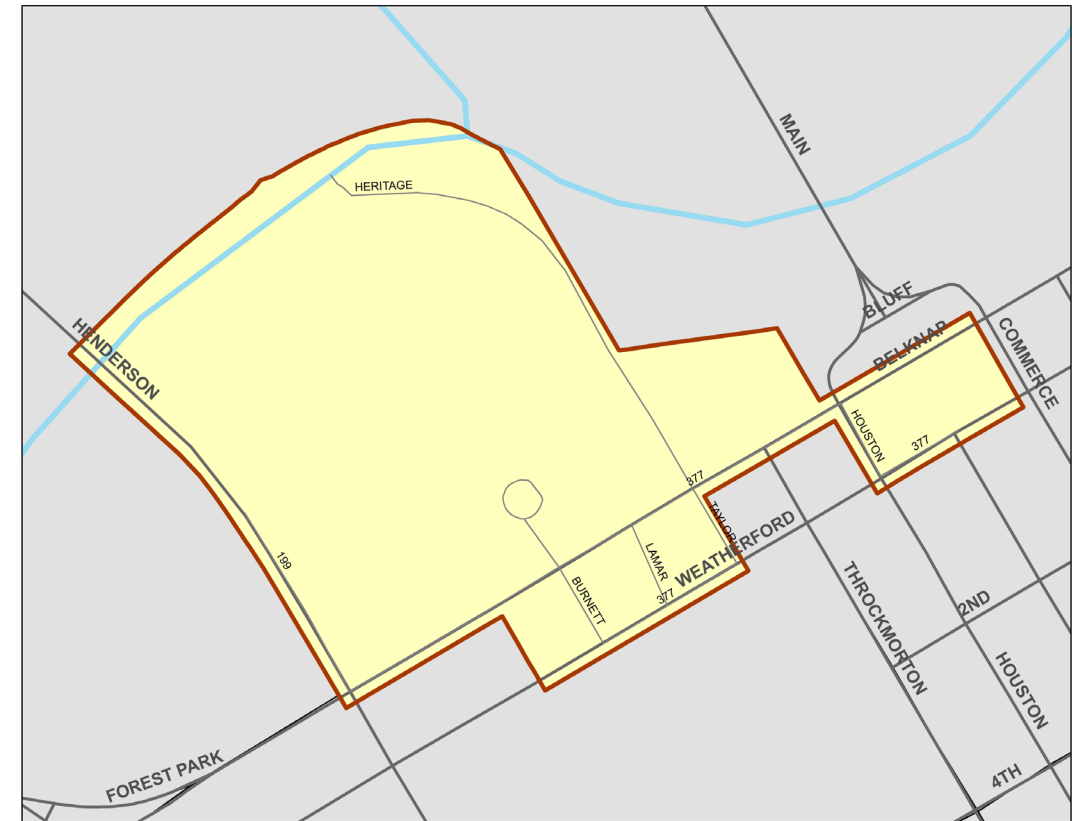 MAIN
HERITAGE
BLUFF
HENDERSON
BELKNAP
COMMERCE
HOUSTON
377
377
TAYLOR
WEATHERFORD
199
LAMAR
BURNETT
377
THROCKMORTON
2ND
HOUSTON
FOREST PARK
4TH